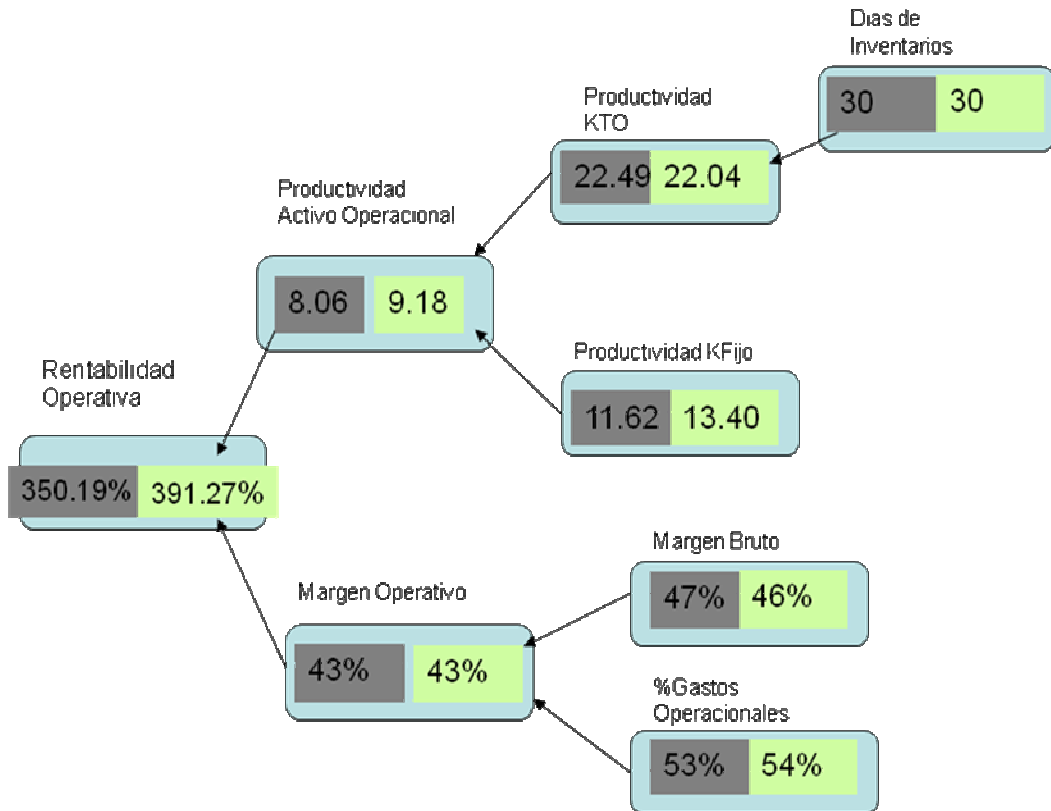 Dias de
Inventarios
30 30
Productividad
KTO
22.49 22.04
Productividad
Activo Operacional
8.06 9.18
Productividad KFijo
11.62 13.40
Rentabilidad
Operativa
350.19% 391.27%
Margen Bruto
47% 46%
Margen Operativo
43% 43%
%Gastos
Operacionales
53% 54%